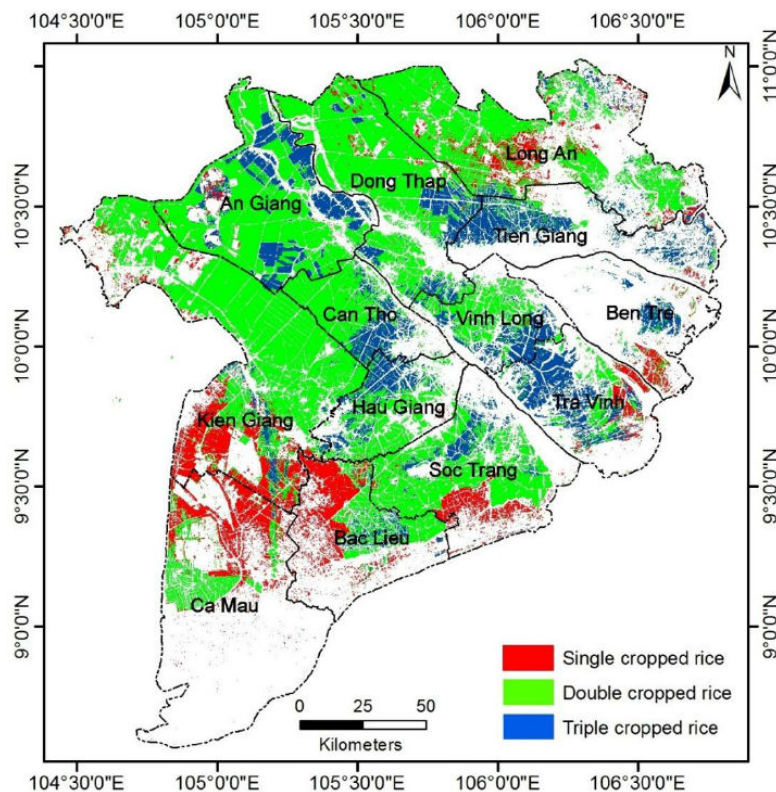 104°30'0"E 105°0'0"E 105°30'0"E 106°0'0"E 106°30'0"E
N
11°0'0"N
11°0'0"N
Long An
Dong Thap
An Giang
10°30'0"N
10°30'0"N
Tien Giang
Can Tho
Vinh Long
Ben Tre
10°0'0"N
10°0'0"N
Hau Giang
Tra Vinh
Kien Giang
Soc Trang
9°30'0"N
9°30'0"N
Bac Lieu
Ca Mau
9°0'0"N
9°0'0"N
Single cropped rice
Double cropped rice
Triple cropped rice
0 25 50
Kilometers
104°30'0"E 105°0'0"E 105°30'0"E 106°0'0"E 106°30'0"E